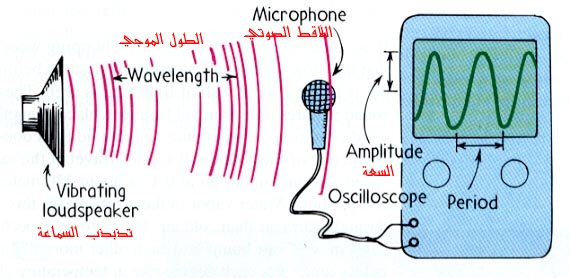 Microphone
اللاقط الصوتي
الطول الموجي
Wavelength
Amplitude
السعة
Vibrating
loudspeaker
تذبذب السماعة
Oscilloscope
Period